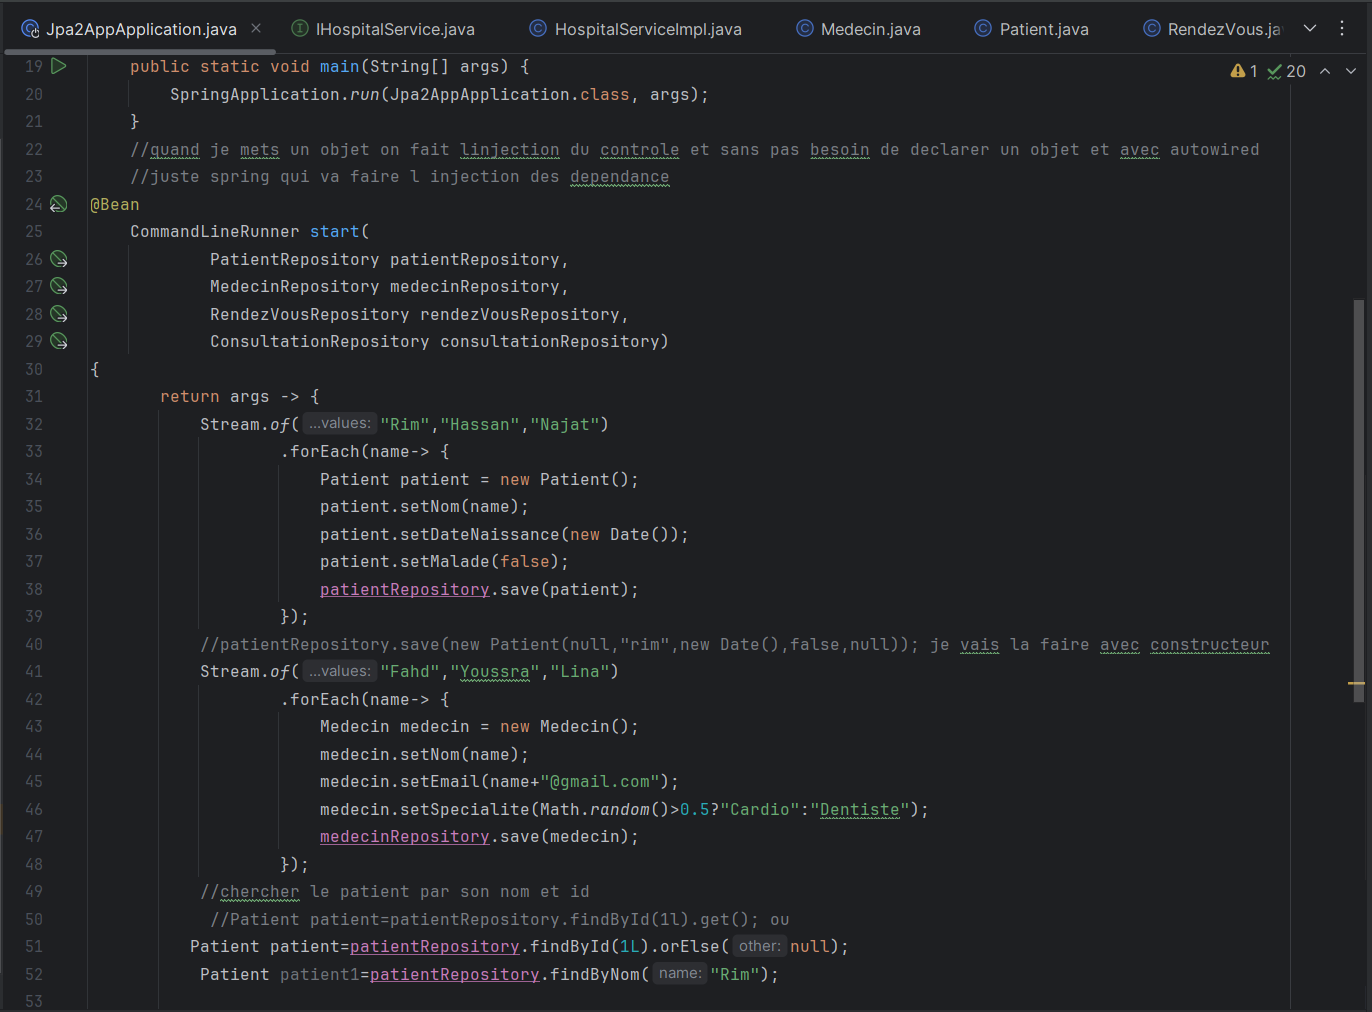 Jpa2AppApplication.java IHospitalService.java HospitalServiceImpl.java Medecin.java Patient.java RendezVous.ja
19 public static void main(String[] args) { 1 20
20 SpringApplication.run(Jpa2AppApplication.class, args);
21 }
22 //quand je mets un objet on fait linjection du controle et sans pas besoin de declarer un objet et avec autowired
23 //juste spring qui va faire l injection des dependance
24 @Bean
25 CommandLineRunner start(
26 PatientRepository patientRepository,
27 MedecinRepository medecinRepository,
28 RendezVousRepository rendezVousRepository,
29 ConsultationRepository consultationRepository)
30 {
31 return args -> {
32 Stream.of( ...values: "Rim","Hassan","Najat")
33 .forEach(name-> {
34 Patient patient = new Patient();
35 patient.setNom(name);
36 patient.setDateNaissance(new Date());
37 patient.setMalade(false);
38 patientRepository.save(patient);
39 });
40 //patientRepository.save(new Patient(null,"rim",new Date(),false,null)); je vais la faire avec constructeur
41 Stream.of( ...values: "Fahd","Youssra","Lina")
42 .forEach(name-> {
43 Medecin medecin = new Medecin();
44 medecin.setNom(name);
45 medecin.setEmail(name+"@gmail.com");
46 medecin.setSpecialite(Math.random()>0.5?"Cardio":"Dentiste");
47 medecinRepository.save(medecin);
48 });
49 //chercher le patient par son nom et id
50 //Patient patient=patientRepository.findById(1l).get(); ou
51 Patient patient=patientRepository.findById(1L).orElse( other: null);
52 Patient patient1=patientRepository.findByNom( name: "Rim");
53